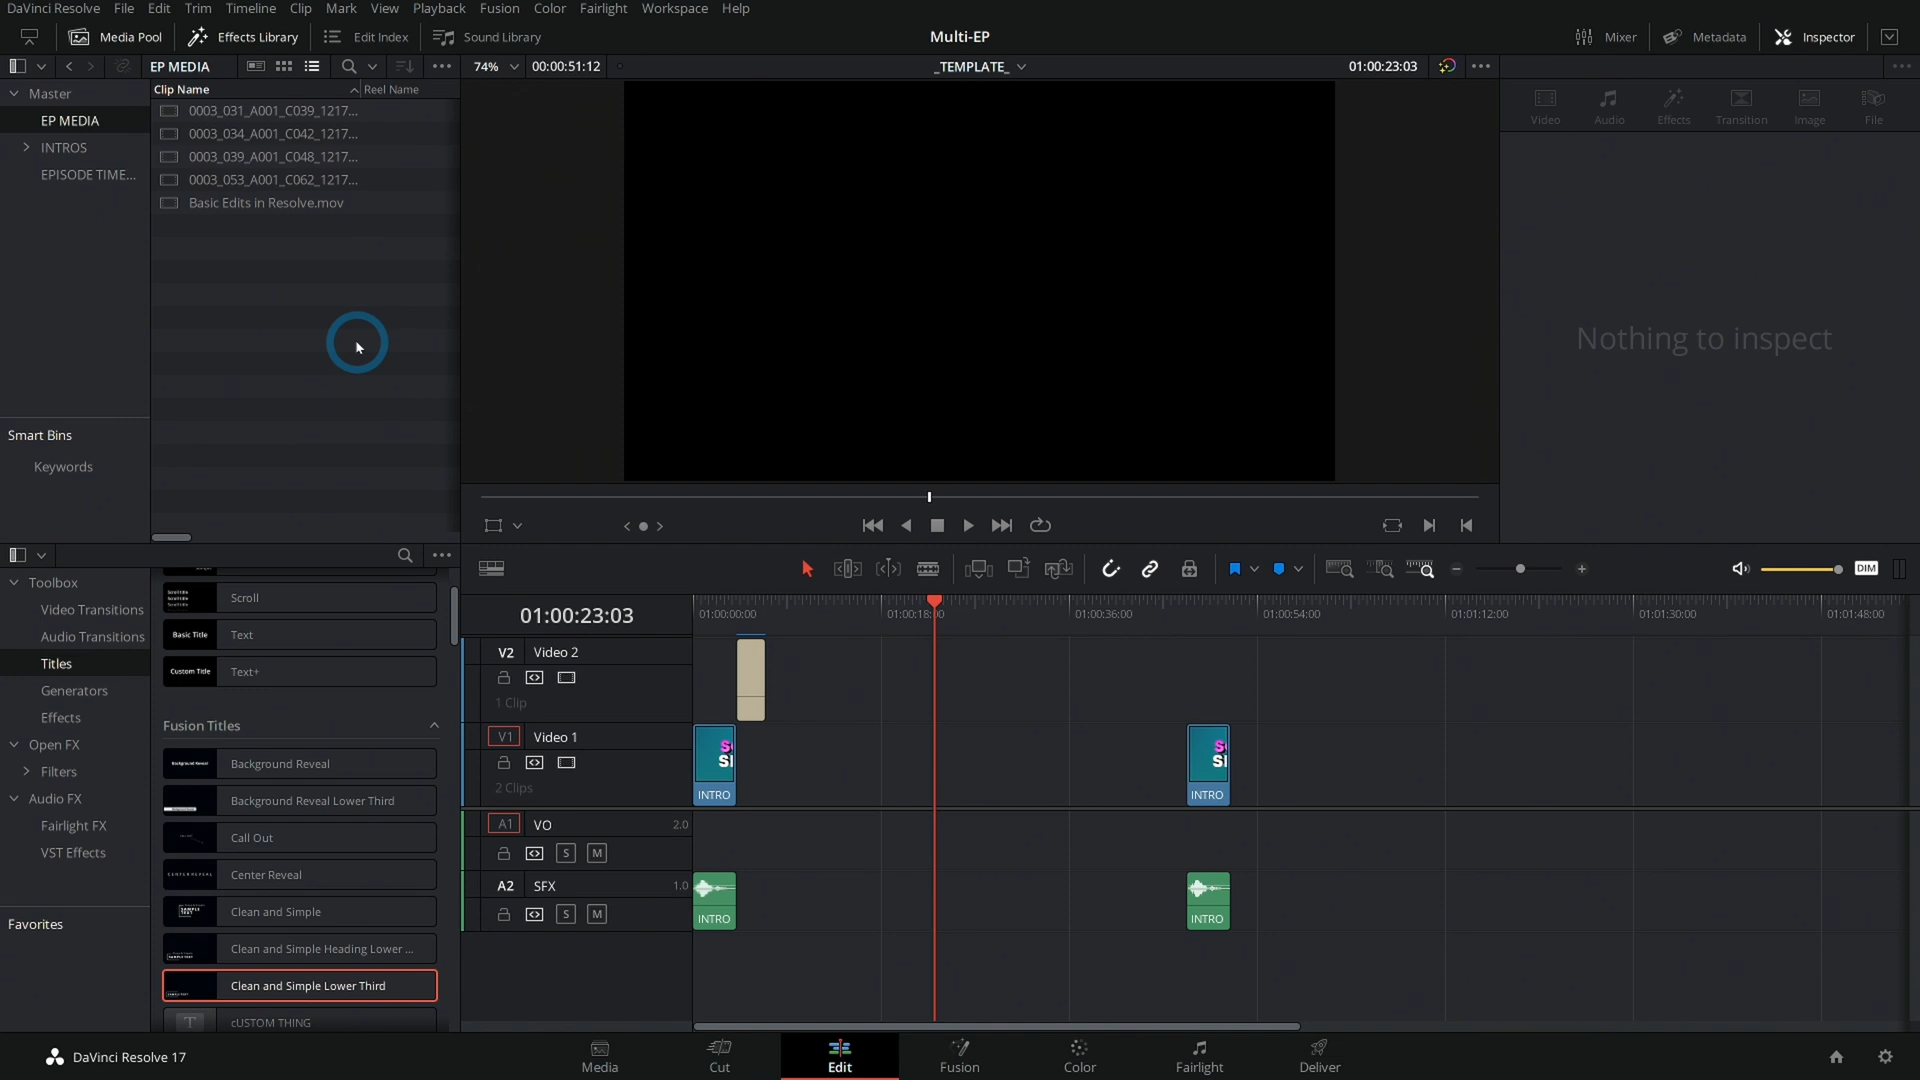 DaVinci Resolve File Edit Trim Timeline Clip Mark View Playback Fusion Color Fairlight Workspace Help
Media Pool Effects Library Edit Index Sound Library Multi-EP Mixer Metadata Inspector
EP MEDIA 74% 00:00:51:12 _TEMPLATE_ 01:00:23:03
Master
EP MEDIA
INTROS
EPISODE TIME...
Clip Name Reel Name
0003_031_A001_C039_1217...
0003_034_A001_C042_1217...
0003_039_A001_C048_1217...
0003_053_A001_C062_1217...
Basic Edits in Resolve.mov
Video Audio Effects Transition Image File
Nothing to inspect
Smart Bins
Keywords
Toolbox
Video Transitions
Audio Transitions
Titles
Generators
Effects
Open FX
Filters
Audio FX
Fairlight FX
VST Effects
Favorites
Scroll
Basic Title Text
Custom Title Text+
Fusion Titles
Background Reveal
Background Reveal Lower Third
Call Out
Center Reveal
Clean and Simple
Clean and Simple Heading Lower ...
Clean and Simple Lower Third
T cUSTOM THING
DIM
01:00:23:03 01:00:00:00 01:00:18:00 01:00:36:00 01:00:54:00 01:01:12:00 01:01:30:00 01:01:48:00
V2 Video 2
1 Clip
V1 Video 1
2 Clips
INTRO INTRO
A1 VO 2.0
S M
A2 SFX 1.0
S M
INTRO INTRO
DaVinci Resolve 17 Media Cut Edit Fusion Color Fairlight Deliver